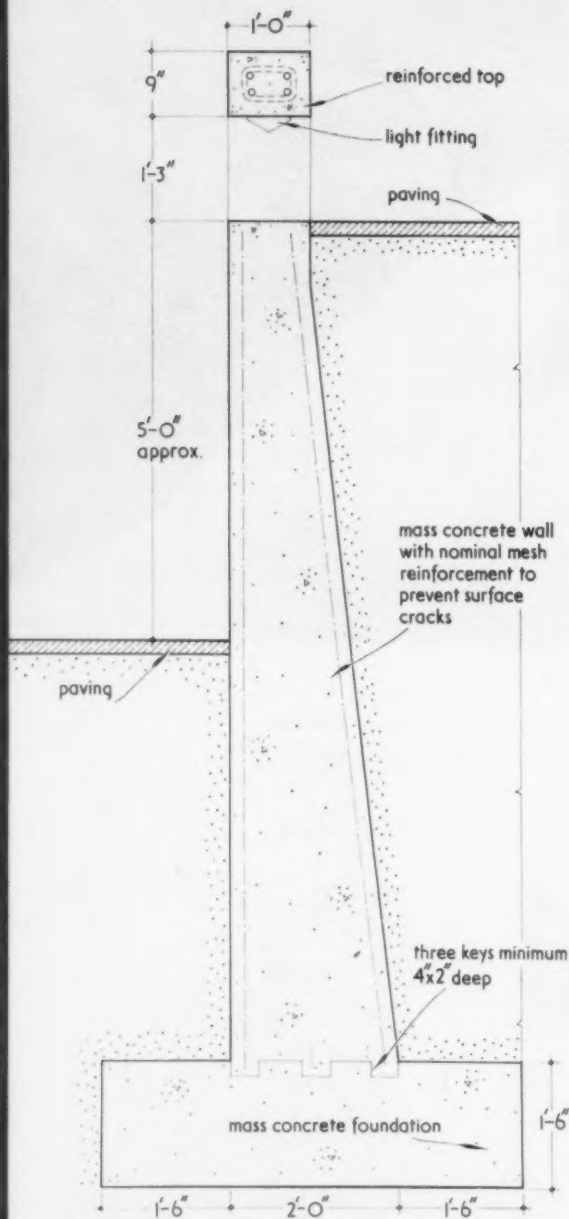 1'-0"
9"
reinforced top
light fitting
1'-3"
paving
5'-0"
approx.
mass concrete wall
with nominal mesh
reinforcement to
prevent surface
cracks
paving
three keys minimum
4"x2" deep
mass concrete foundation
1'-6"
1'-6"
2'-0"
1'-6"